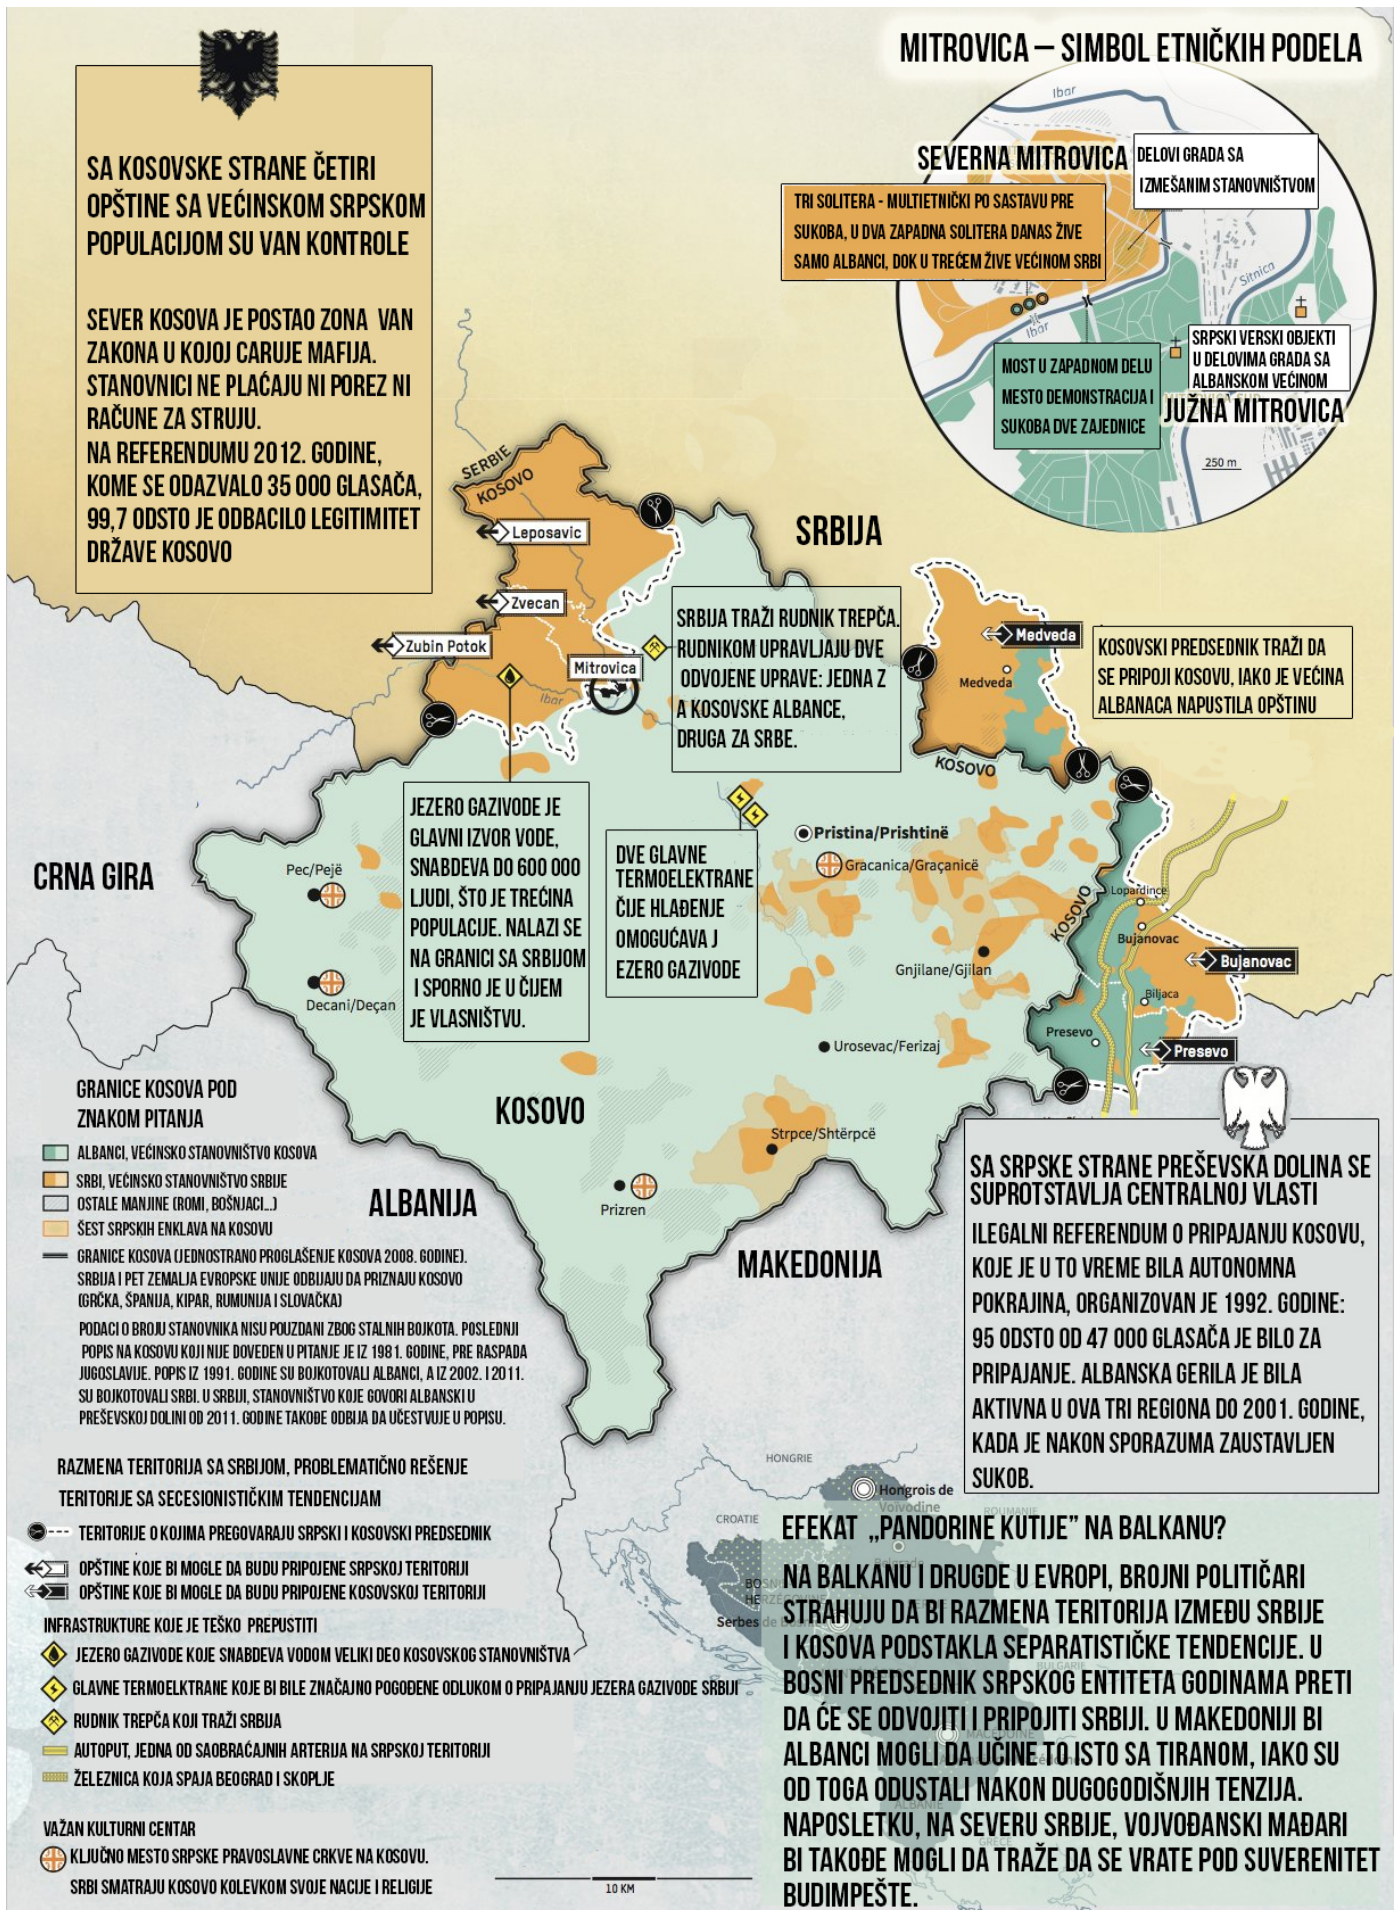 MITROVICA – SIMBOL ETNIČKIH PODELA
SA KOSOVSKE STRANE ČETIRI
OPŠTINE SA VEĆINSKOM SRPSKOM
POPULACIJOM SU VAN KONTROLE
SEVER KOSOVA JE POSTAO ZONA VAN
ZAKONA U KOJOJ CARUJE MAFIJA.
STANOVNICI NE PLAĆAJU NI POREZ NI
RAČUNE ZA STRUJU.
NA REFERENDUMU 2012. GODINE,
KOME SE ODAZVALO 35 000 GLASAČA,
99,7 ODSTO JE ODBACILO LEGITIMITET
DRŽAVE KOSOVO
Ibar
SEVERNA MITROVICA
DELOVI GRADA SA
IZMEŠANIM STANOVNIŠTVOM
TRI SOLITERA - MULTIETNIČKI PO SASTAVU PRE
SUKOBA, U DVA ZAPADNA SOLITERA DANAS ŽIVE
SAMO ALBANCI, DOK U TREĆEM ŽIVE VEĆINOM SRBI
Sitnica
Ibar
SRPSKI VERSKI OBJEKTI
U DELOVIMA GRADA SA
ALBANSKOM VEĆINOM
MOST U ZAPADNOM DELU
MESTO DEMONSTRACIJA I
SUKOBA DVE ZAJEDNICE
JUŽNA MITROVICA
250 m
SERBIE
KOSOVO
SRBIJA
Leposavic
Zvecan
Zubin Potok
Mitrovica
Ibar
SRBIJA TRAŽI RUDNIK TREPČA.
RUDNIKOM UPRAVLJAJU DVE
ODVOJENE UPRAVE: JEDNA Z
A KOSOVSKE ALBANCE,
DRUGA ZA SRBE.
Medveda
Medveda
KOSOVSKI PREDSEDNIK TRAŽI DA
SE PRIPOJI KOSOVU, IAKO JE VEĆINA
ALBANACA NAPUSTILA OPŠTINU
KOSOVO
JEZERO GAZIVODE JE
GLAVNI IZVOR VODE,
SNABDEVA DO 600 000
LJUDI, ŠTO JE TREĆINA
POPULACIJE. NALAZI SE
NA GRANICI SA SRBIJOM
I SPORNO JE U ČIJEM
JE VLASNIŠTVU.
DVE GLAVNE
TERMOELEKTRANE
ČIJE HLAĐENJE
OMOGUĆAVA J
EZERO GAZIVODE
Pristina/Prishtinë
Gracanica/Graçanicë
CRNA GIRA
Pec/Pejë
Decani/Deçan
Gnjilane/Gjilan
KOSOVO
Lopardince
Bujanovac
Bujanovac
Biljaca
Presevo
Presevo
Urosevac/Ferizaj
KOSOVO
Strpce/Shtërpcë
Prizren
ALBANIJA
MAKEDONIJA
GRANICE KOSOVA POD
ZNAKOM PITANJA
ALBANCI, VEĆINSKO STANOVNIŠTVO KOSOVA
SRBI, VEĆINSKO STANOVNIŠTVO SRBIJE
OSTALE MANJINE (ROMI, BOŠNJACI...)
ŠEST SRPSKIH ENKLAVA NA KOSOVU
GRANICE KOSOVA (JEDNOSTRANO PROGLAŠENJE KOSOVA 2008. GODINE).
SRBIJA I PET ZEMALJA EVROPSKE UNIJE ODBIJAJU DA PRIZNAJU KOSOVO
(GRČKA, ŠPANIJA, KIPAR, RUMUNIJA I SLOVAČKA)
PODACI O BROJU STANOVNIKA NISU POUZDANI ZBOG STALNIH BOJKOTA. POSLEDNJI
POPIS NA KOSOVU KOJI NIJE DOVEDEN U PITANJE JE IZ 1981. GODINE, PRE RASPADA
JUGOSLAVIJE. POPIS IZ 1991. GODINE SU BOJKOTOVALI ALBANCI, A IZ 2002. I 2011.
SU BOJKOTOVALI SRBI. U SRBIJI, STANOVNIŠTVO KOJE GOVORI ALBANSKI U
PREŠEVSKOJ DOLINI OD 2011. GODINE TAKOĐE ODBIJA DA UČESTVUJE U POPISU.
SA SRPSKE STRANE PREŠEVSKA DOLINA SE
SUPROTSTAVLJA CENTRALNOJ VLASTI
ILEGALNI REFERENDUM O PRIPAJANJU KOSOVU,
KOJE JE U TO VREME BILA AUTONOMNA
POKRAJINA, ORGANIZOVAN JE 1992. GODINE:
95 ODSTO OD 47 000 GLASAČA JE BILO ZA
PRIPAJANJE. ALBANSKA GERILA JE BILA
AKTIVNA U OVA TRI REGIONA DO 2001. GODINE,
KADA JE NAKON SPORAZUMA ZAUSTAVLJEN
SUKOB.
RAZMENA TERITORIJA SA SRBIJOM, PROBLEMATIČNO REŠENJE
TERITORIJE SA SECESIONISTIČKIM TENDENCIJAM
TERITORIJE O KOJIMA PREGOVARAJU SRPSKI I KOSOVSKI PREDSEDNIK
OPŠTINE KOJE BI MOGLE DA BUDU PRIPOJENE SRPSKOJ TERITORIJI
OPŠTINE KOJE BI MOGLE DA BUDU PRIPOJENE KOSOVSKOJ TERITORIJI
INFRASTRUKTURE KOJE JE TEŠKO PREPUSTITI
JEZERO GAZIVODE KOJE SNABDEVA VODOM VELIKI DEO KOSOVSKOG STANOVNIŠTVA
GLAVNE TERMOELKTRANE KOJE BI BILE ZNAČAJNO POGOĐENE ODLUKOM O PRIPAJANJU JEZERA GAZIVODE SRBIJI
RUDNIK TREPČA KOJI TRAŽI SRBIJA
AUTOPUT, JEDNA OD SAOBRAĆAJNIH ARTERIJA NA SRPSKOJ TERITORIJI
ŽELEZNICA KOJA SPAJA BEOGRAD I SKOPLJE
VAŽAN KULTURNI CENTAR
KLJUČNO MESTO SRPSKE PRAVOSLAVNE CRKVE NA KOSOVU.
SRBI SMATRAJU KOSOVO KOLEVKOM SVOJE NACIJE I RELIGIJE
10 KM
HONGRIE
CROATIE
Hongrois de
Voïvodine
ROUMANIE
Belgrade
Serbes de
BULGARIE
MACÉDOINE
ALBANIE
GRÈCE
EFEKAT „PANDORINE KUTIJE” NA BALKANU?
NA BALKANU I DRUGDE U EVROPI, BROJNI POLITIČARI
STRAHUJU DA BI RAZMENA TERITORIJA IZMEĐU SRBIJE
I KOSOVA PODSTAKLA SEPARATISTIČKE TENDENCIJE. U
BOSNI PREDSEDNIK SRPSKOG ENTITETA GODINAMA PRETI
DA ĆE SE ODVOJITI I PRIPOJITI SRBIJI. U MAKEDONIJI BI
ALBANCI MOGLI DA UČINE TO ISTO SA TIRANOM, IAKO SU
OD TOGA ODUSTALI NAKON DUGOGODIŠNJIH TENZIJA.
NAPOSLETKU, NA SEVERU SRBIJE, VOJVOĐANSKI MAĐARI
BI TAKOĐE MOGLI DA TRAŽE DA SE VRATE POD SUVERENITET
BUDIMPEŠTE.